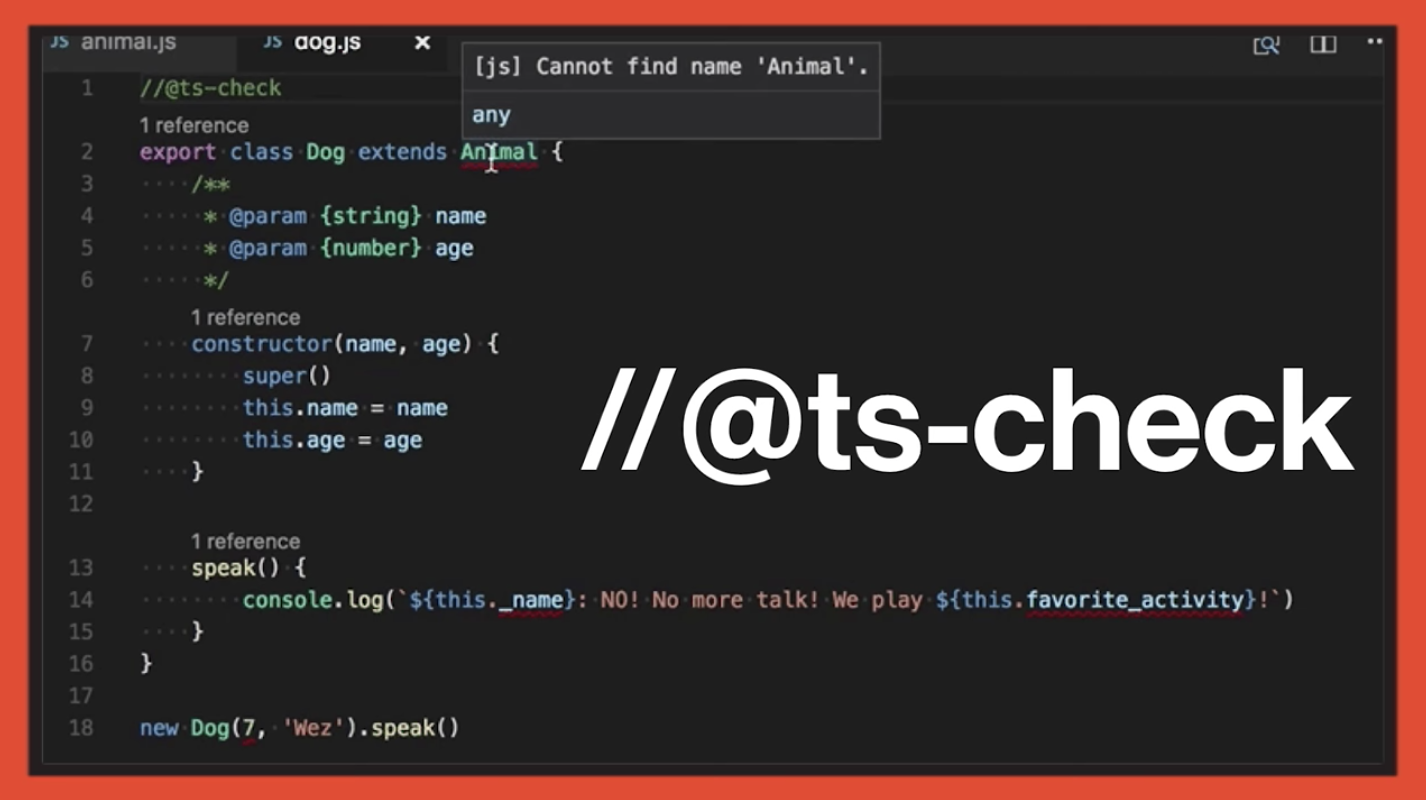 JS animal.js JS dog.js ×
[js] Cannot find name 'Animal'.
any
1 //@ts-check
1 reference
2 export class Dog extends Animal {
3 /**
4 * @param {string} name
5 * @param {number} age
6 */
1 reference
7 constructor(name, age) {
8 super()
9 this.name = name
10 this.age = age
11 }
12
1 reference
13 speak() {
14 console.log(`${this._name}: NO! No more talk! We play ${this.favorite_activity}!`)
15 }
16 }
17
18 new Dog(7, 'Wez').speak()
//@ts-check